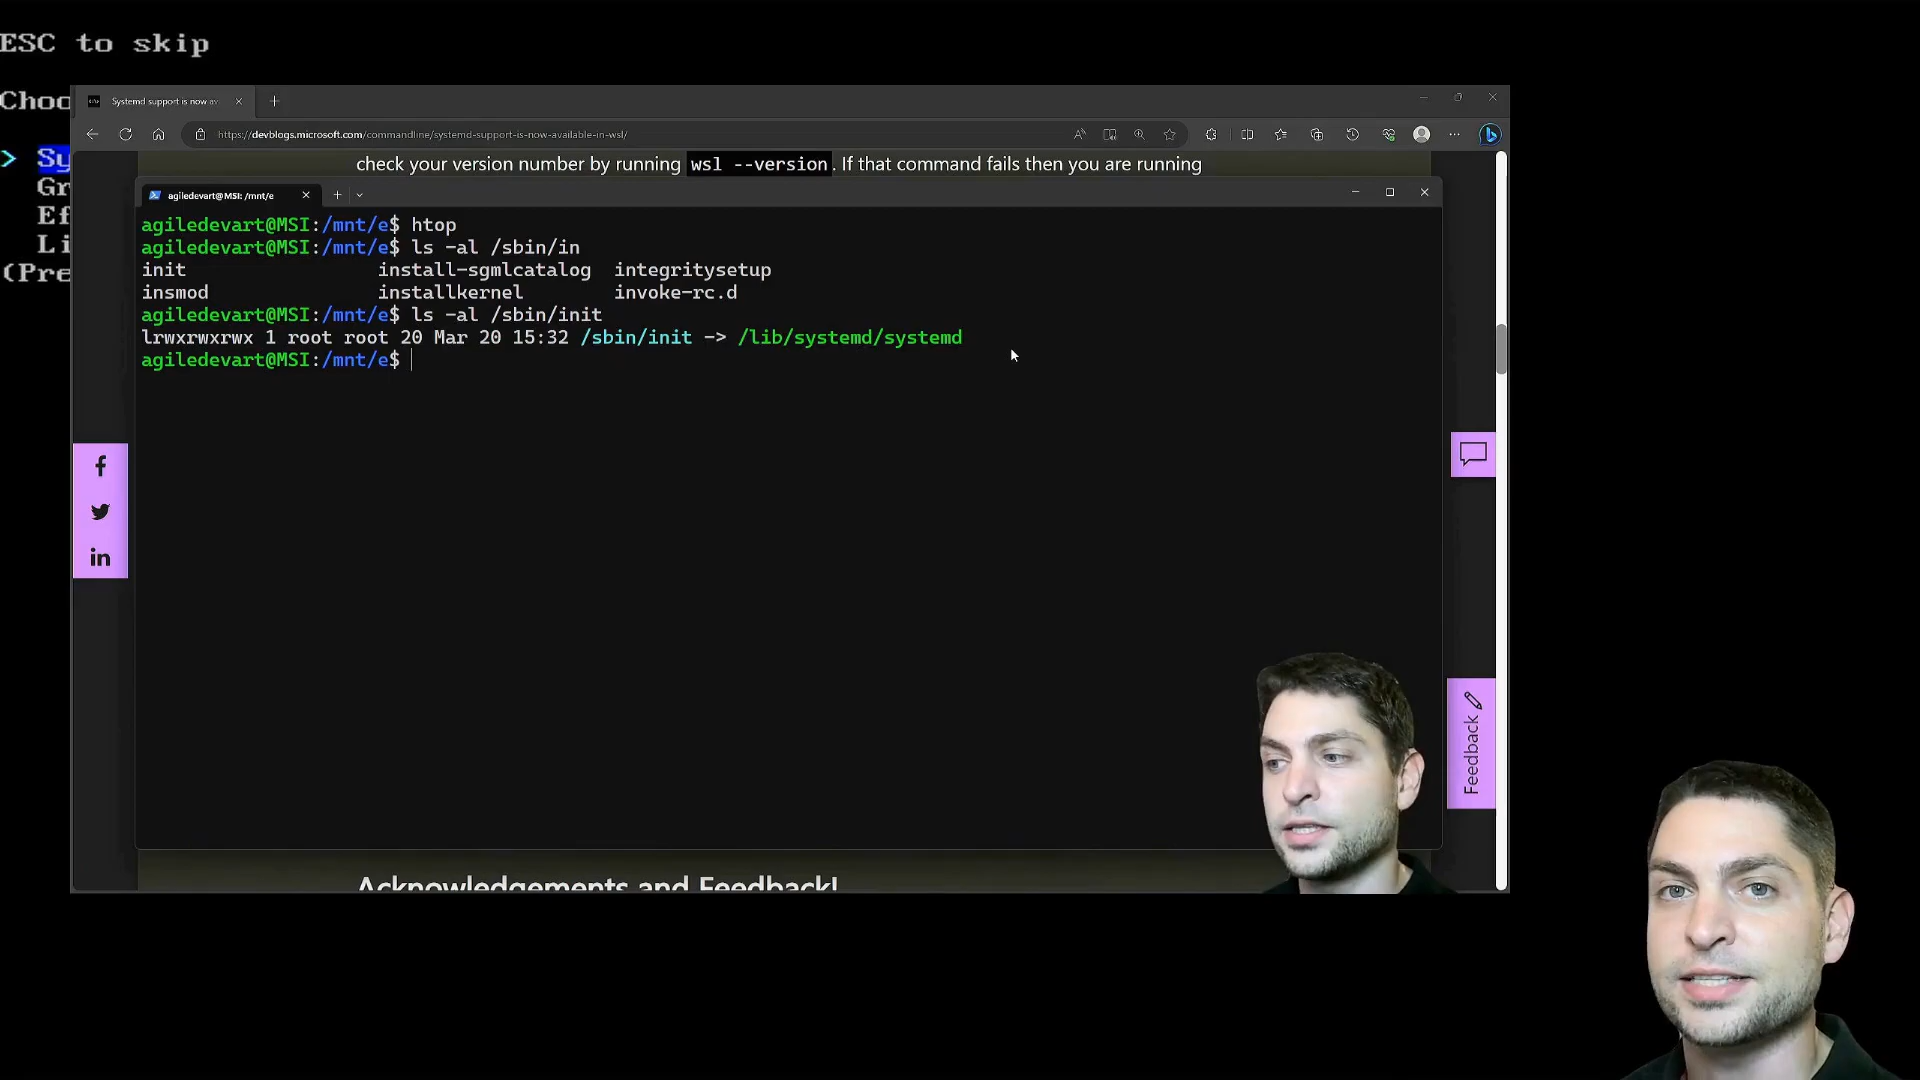 ESC to skip
Choo
> Sy
Gr
Ef
Li
(Pre
Systemd support is now av
https://devblogs.microsoft.com/commandline/systemd-support-is-now-available-in-wsl/
check your version number by running wsl --version. If that command fails then you are running
agiledevart@MSI: /mnt/e
agiledevart@MSI:/mnt/e$ htop
agiledevart@MSI:/mnt/e$ ls -al /sbin/in
init install-sgmlcatalog integritysetup
insmod installkernel invoke-rc.d
agiledevart@MSI:/mnt/e$ ls -al /sbin/init
lrwxrwxrwx 1 root root 20 Mar 20 15:32 /sbin/init -> /lib/systemd/systemd
agiledevart@MSI:/mnt/e$
Feedback
Acknowledgements and Feedback!